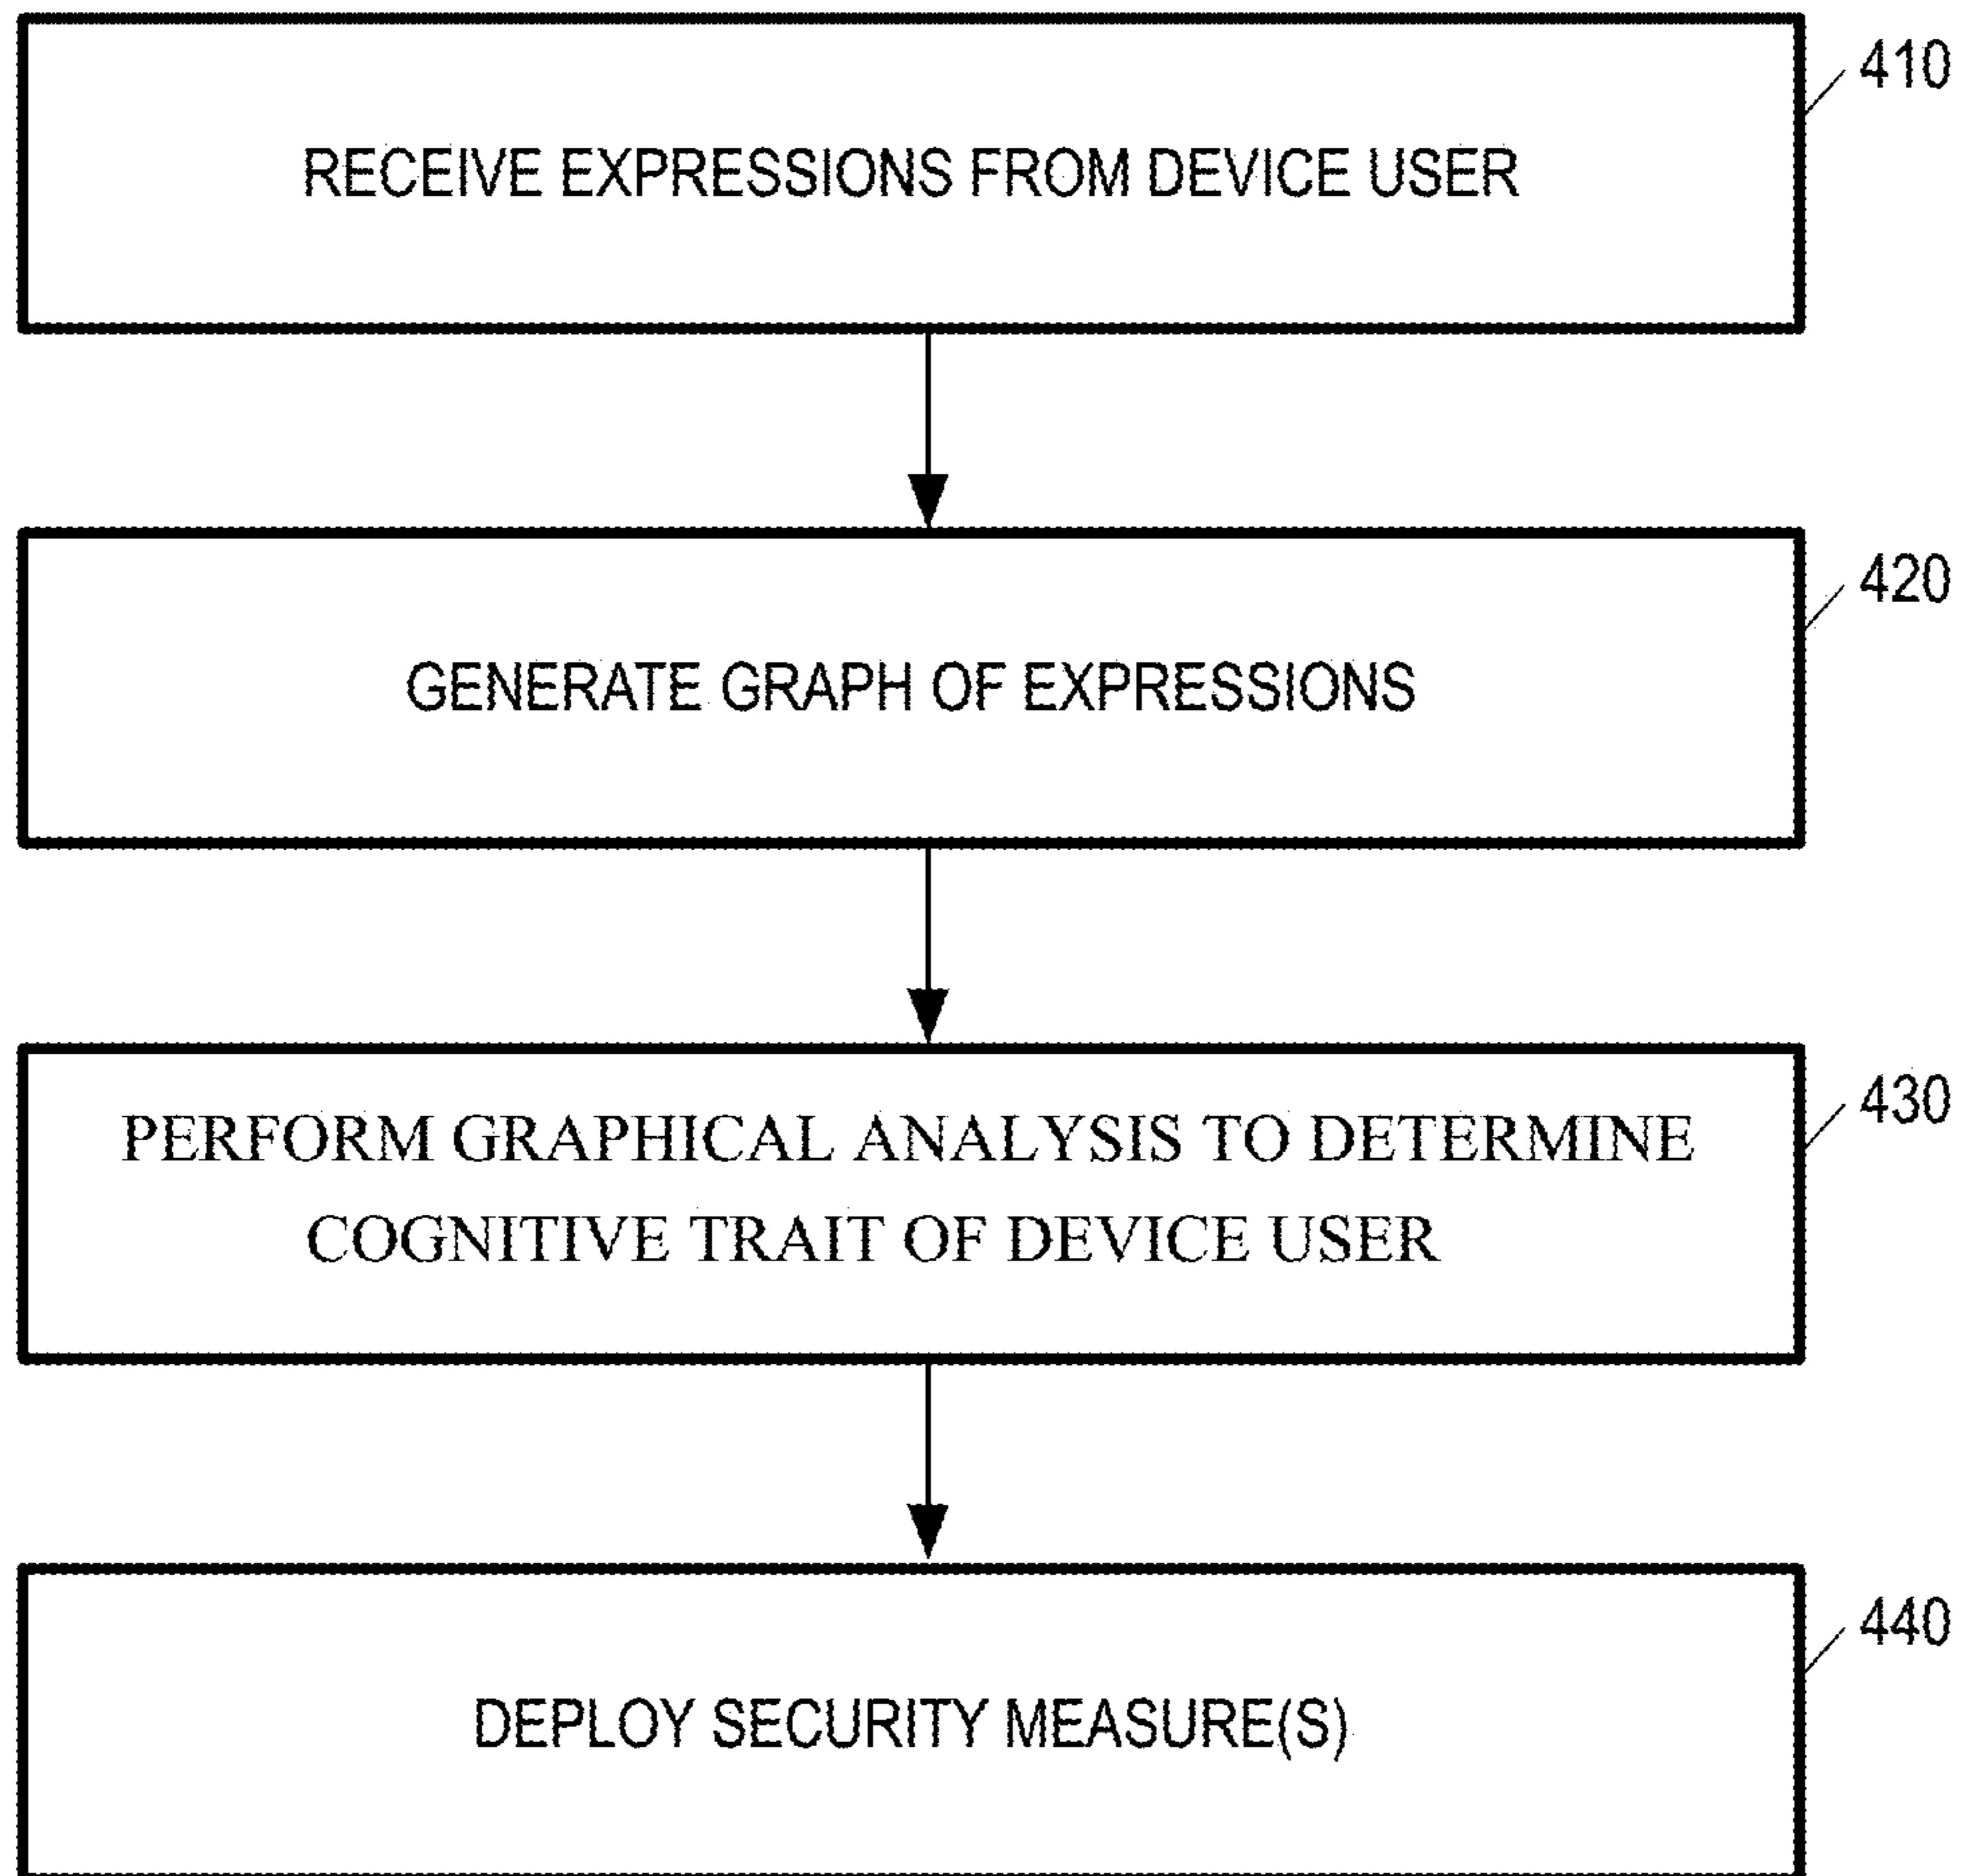 410
RECEIVE EXPRESSIONS FROM DEVICE USER
420
GENERATE GRAPH OF EXPRESSIONS
430
PERFORM GRAPHICAL ANALYSIS TO DETERMINE
COGNITIVE TRAIT OF DEVICE USER
440
DEPLOY SECURITY MEASURE(S)